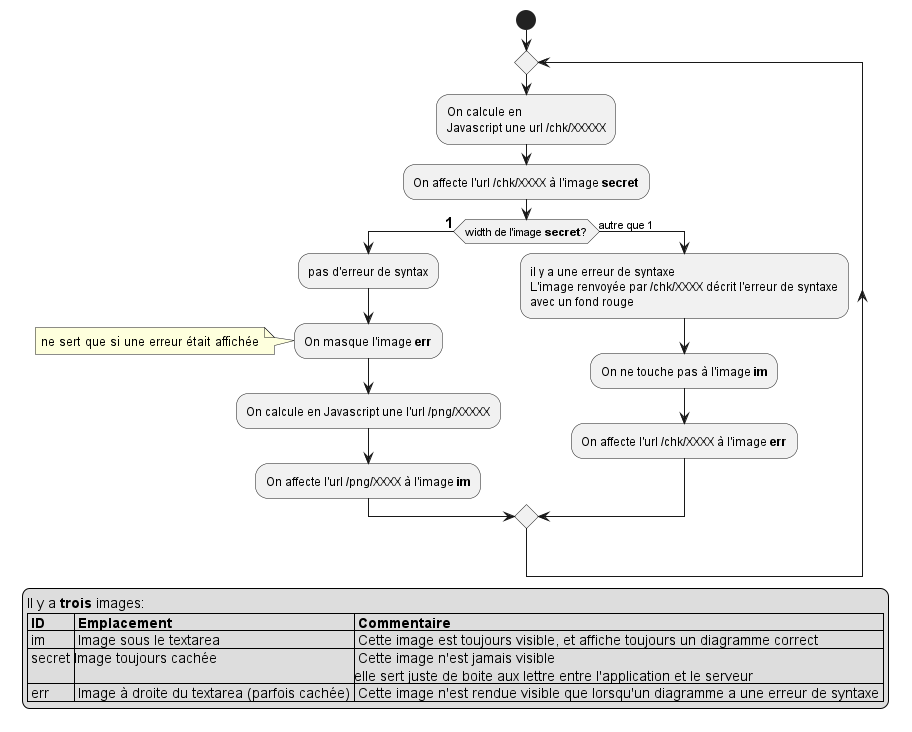 On calcule en
Javascript une url /chk/XXXXX
On affecte l'url /chk/XXXX à l'image secret
1
width de l'image secret?
autre que 1
pas d'erreur de syntax
il y a une erreur de syntaxe
L'image renvoyée par /chk/XXXX décrit l'erreur de syntaxe
avec un fond rouge
ne sert que si une erreur était affichée
On masque l'image err
On ne touche pas à l'image im
On calcule en Javascript une l'url /png/XXXXX
On affecte l'url /chk/XXXX à l'image err
On affecte l'url /png/XXXX à l'image im
Il y a trois images:
ID Emplacement Commentaire
im Image sous le textarea Cette image est toujours visible, et affiche toujours un diagramme correct
secret Image toujours cachée Cette image n'est jamais visible
elle sert juste de boite aux lettre entre l'application et le serveur
err Image à droite du textarea (parfois cachée) Cette image n'est rendue visible que lorsqu'un diagramme a une erreur de syntaxe